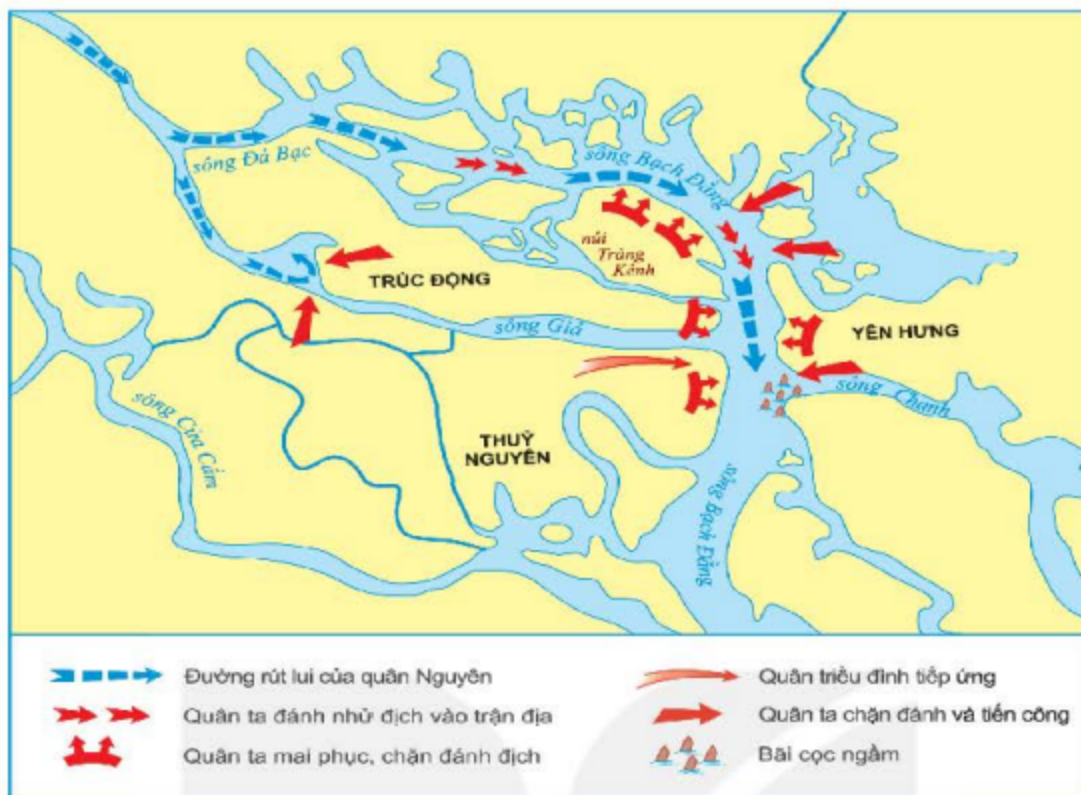 sông Đá Bạc
sông Bạch Đằng
núi
Tràng
Kênh
TRÚC ĐỘNG
sông Giá
YÊN HƯNG
sông Chanh
sông Cửa Cấm
THUỶ
NGUYÊN
sông Bạch Đằng
Đường rút lui của quân Nguyên
Quân ta đánh nhử địch vào trận địa
Quân ta mai phục, chặn đánh địch
Quân triều đình tiếp ứng
Quân ta chặn đánh và tiến công
Bãi cọc ngầm